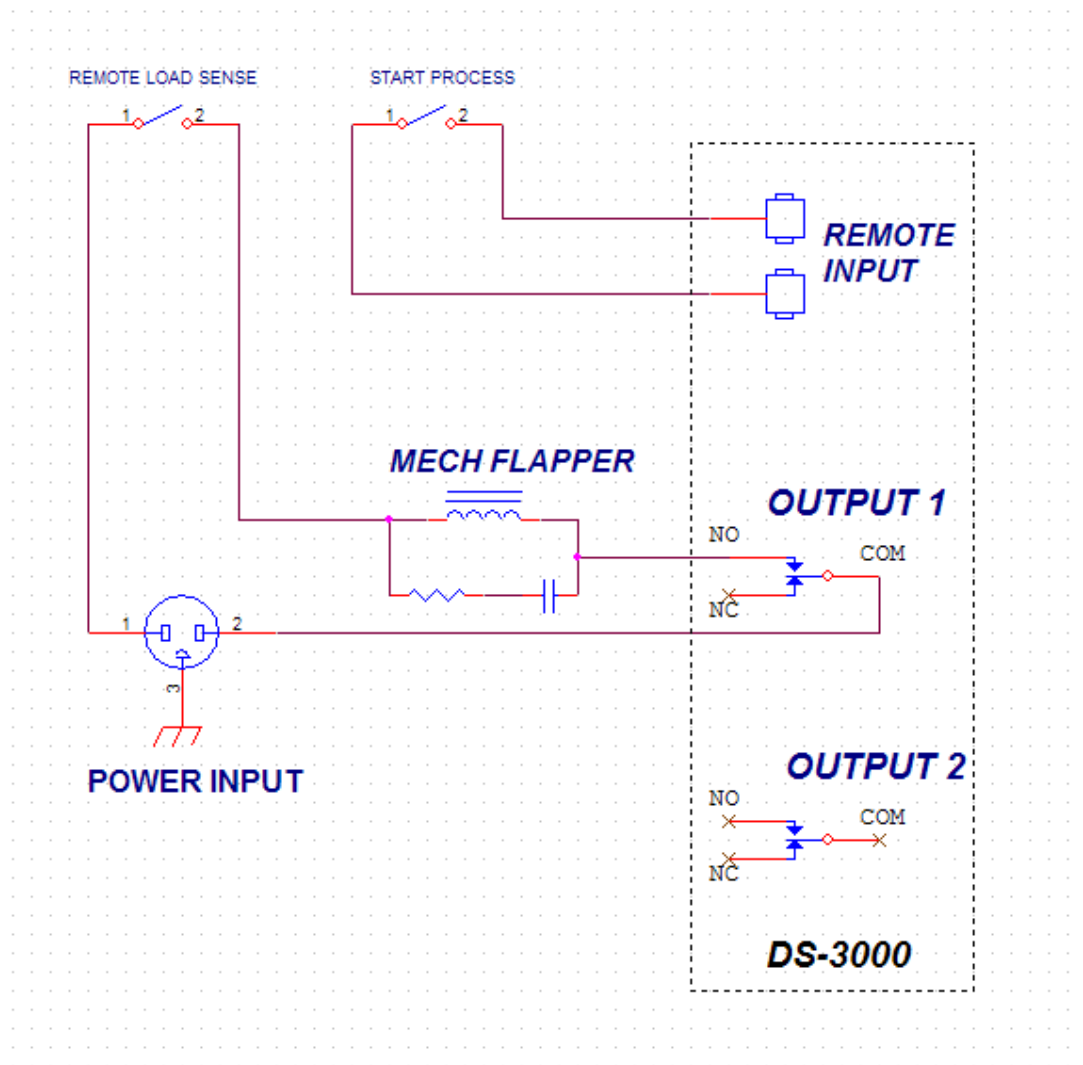 REMOTE LOAD SENSE
START PROCESS
1 2
1 2
REMOTE
INPUT
MECH FLAPPER
OUTPUT 1
NO
COM
NC
1 2
3
POWER INPUT
OUTPUT 2
NO
COM
NC
DS-3000